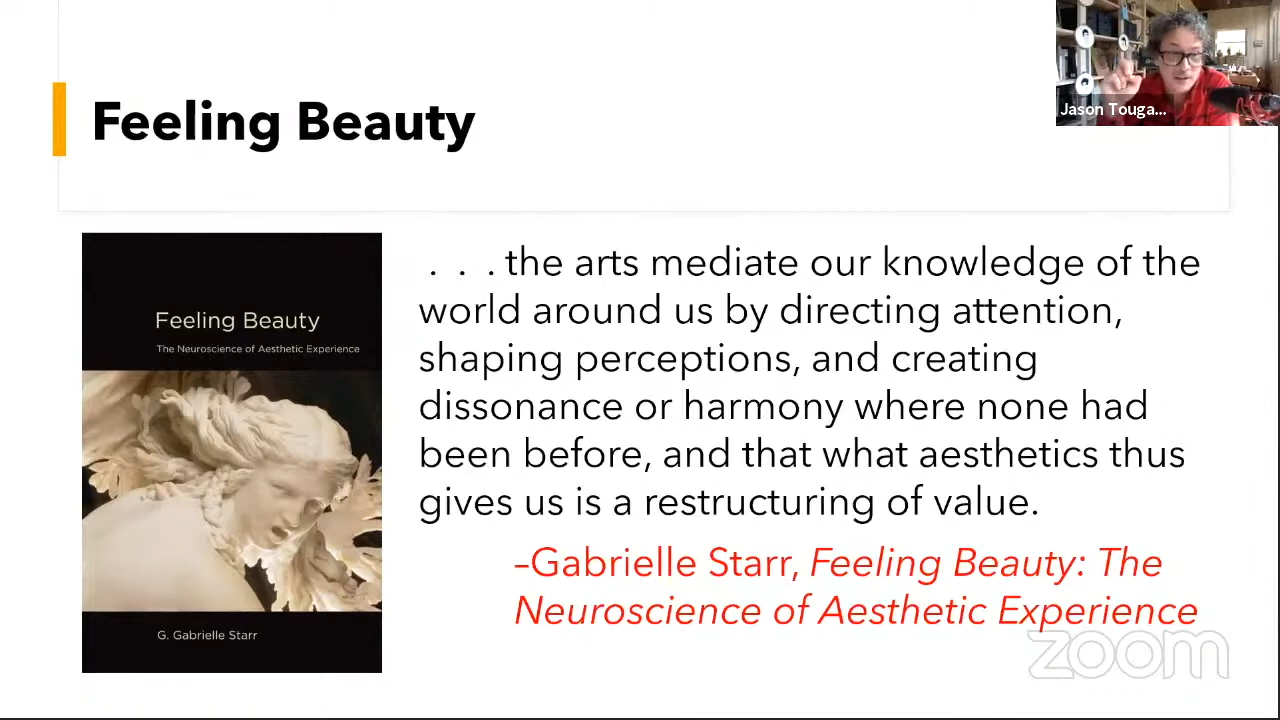 Feeling Beauty
Jason Touga...
Feeling Beauty
The Neuroscience of Aesthetic Experience
G. Gabrielle Starr
. . . the arts mediate our knowledge of the
world around us by directing attention,
shaping perceptions, and creating
dissonance or harmony where none had
been before, and that what aesthetics thus
gives us is a restructuring of value.
–Gabrielle Starr, Feeling Beauty: The
Neuroscience of Aesthetic Experience
zoom